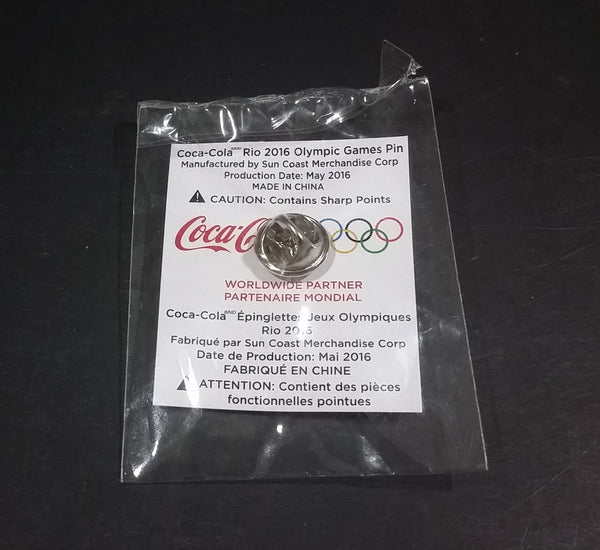 Coca-Cola Rio 2016 Olympic Games Pin
Manufactured by Sun Coast Merchandise Corp
Production Date: May 2016
MADE IN CHINA
CAUTION: Contains Sharp Points
Coca-C
WORLDWIDE PARTNER
PARTENAIRE MONDIAL
Coca-Cola Épinglette: Jeux Olympiques
Rio 2016
Fabriqué par Sun Coast Merchandise Corp
Date de Production: Mai 2016
FABRIQUÉ EN CHINE
ATTENTION: Contient des pièces
fonctionnelles pointues